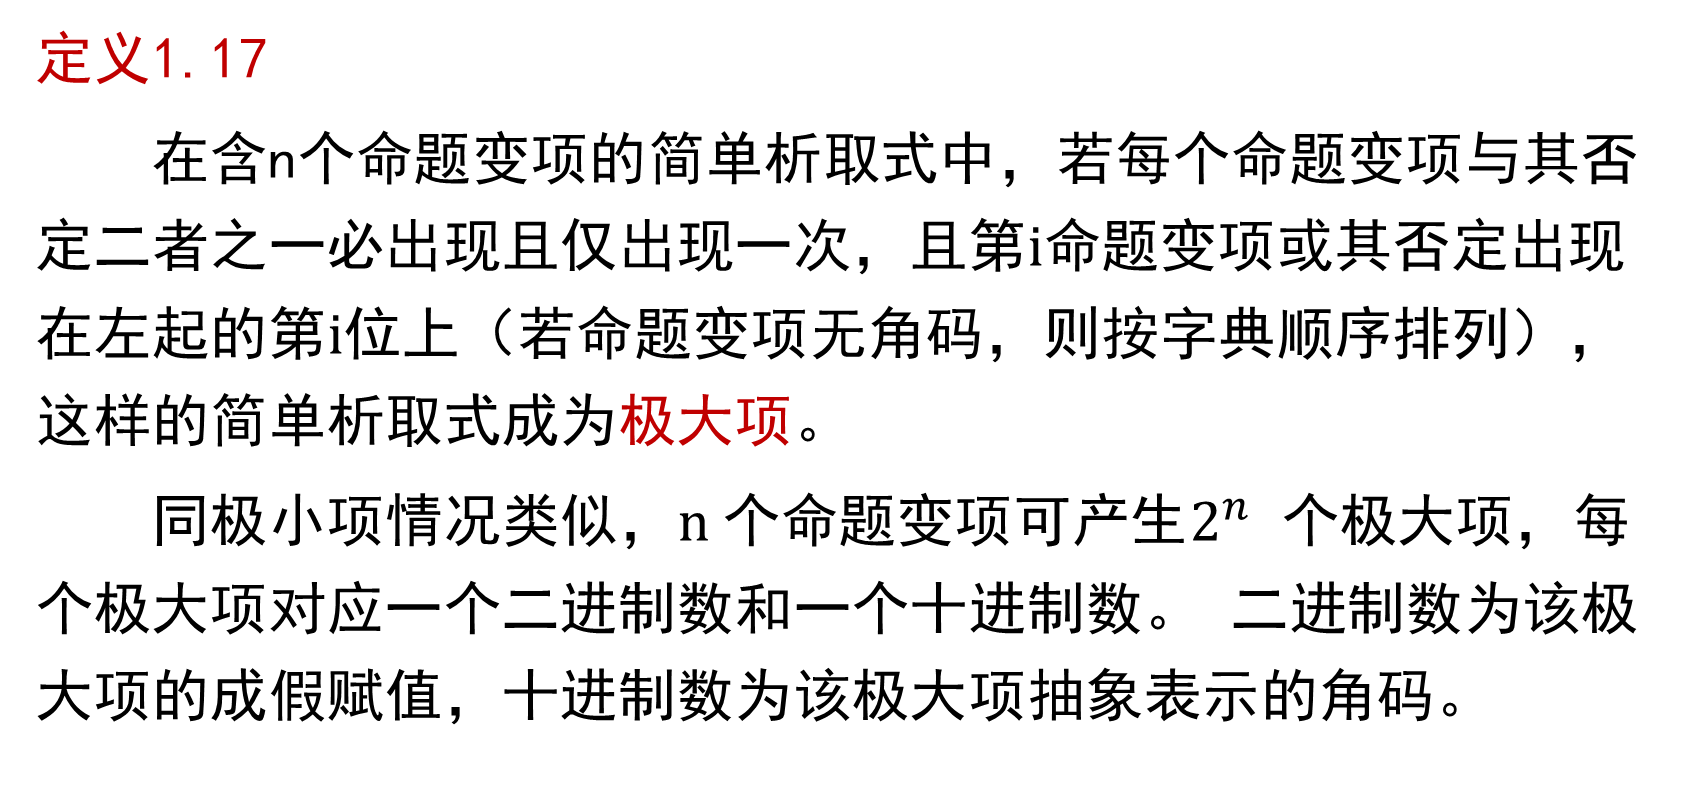 定义1.17
在含n个命题变项的简单析取式中，若每个命题变项与其否
定二者之一必出现且仅出现一次，且第i命题变项或其否定出现
在左起的第i位上（若命题变项无角码，则按字典顺序排列），
这样的简单析取式成为极大项。
同极小项情况类似，n 个命题变项可产生2ⁿ 个极大项，每
个极大项对应一个二进制数和一个十进制数。 二进制数为该极
大项的成假赋值，十进制数为该极大项抽象表示的角码。